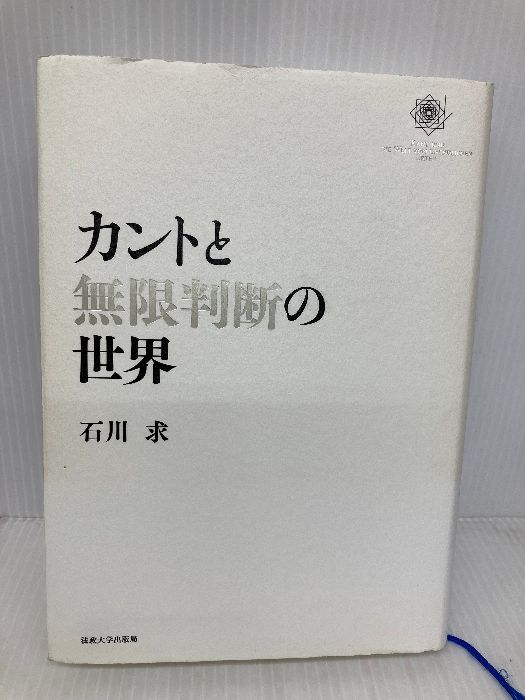 カントと
無限判断の
世界
石川 求
法政大学出版局